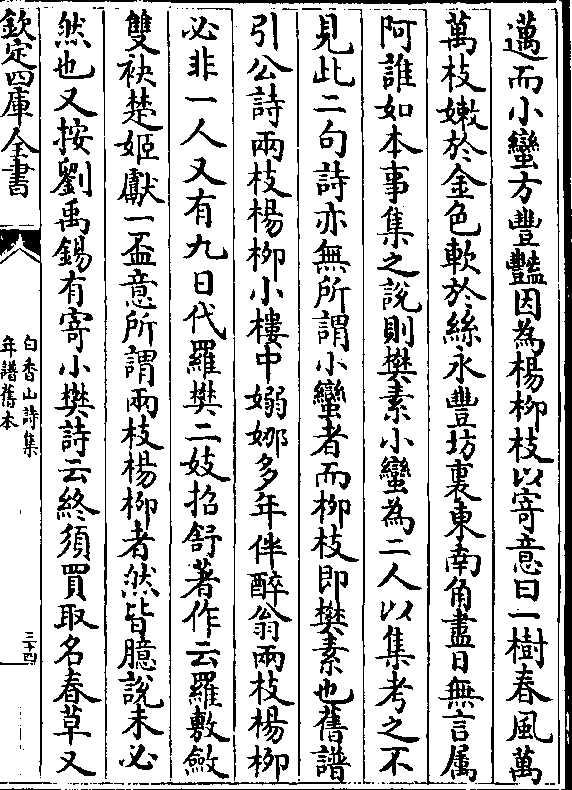 邁而小蠻方豐豔因為楊柳枝以寄意曰一樹春風萬
萬枝嫩於金色軟於絲永豐坊裏東南角盡日無言属
阿誰如本事集之說則樊素小蠻為二人以集考之不
見此二句詩亦無所謂小蠻者而柳枝即樊素也舊譜
引公詩兩枝楊柳小樓中嫋娜多年伴醉翁兩枝楊柳
必非一人又有九日代羅樊二妓招舒著作云羅敷斂
雙袂楚姬獻一盃意所謂兩枝楊柳者然皆臆說未必
然也又按劉禹錫有寄小樊詩云終須買取名春草又
欽定四庫全書
白香山詩集
年譜舊本
三十四